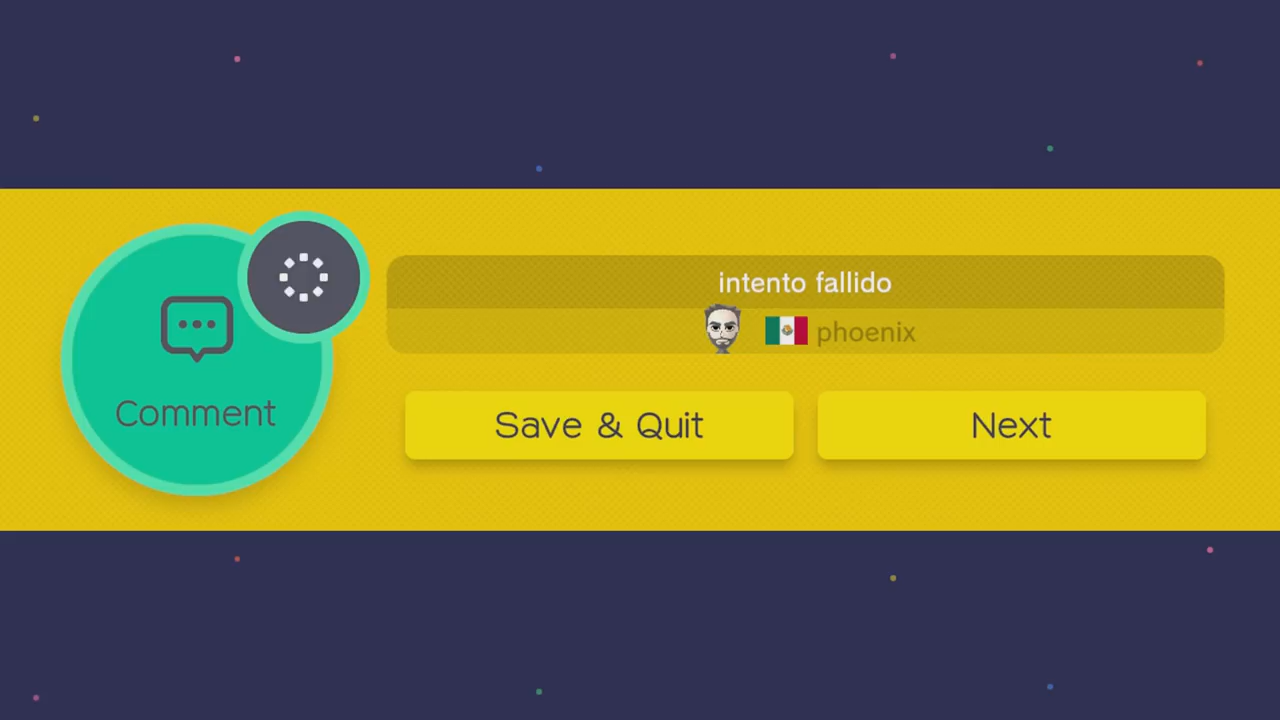 intento fallido
phoenix
Comment
Save & Quit
Next